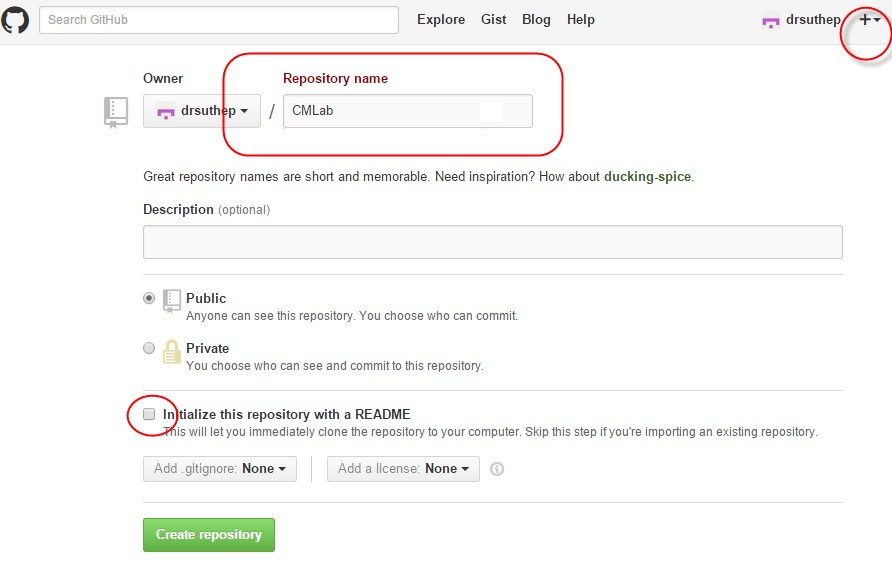 Search GitHub Explore Gist Blog Help drsuthep
Owner Repository name
drsuthep / CMLab
Great repository names are short and memorable. Need inspiration? How about ducking-spice.
Description (optional)
Public
Anyone can see this repository. You choose who can commit.
Private
You choose who can see and commit to this repository.
Initialize this repository with a README
This will let you immediately clone the repository to your computer. Skip this step if you're importing an existing repository.
Add .gitignore: None Add a license: None
Create repository